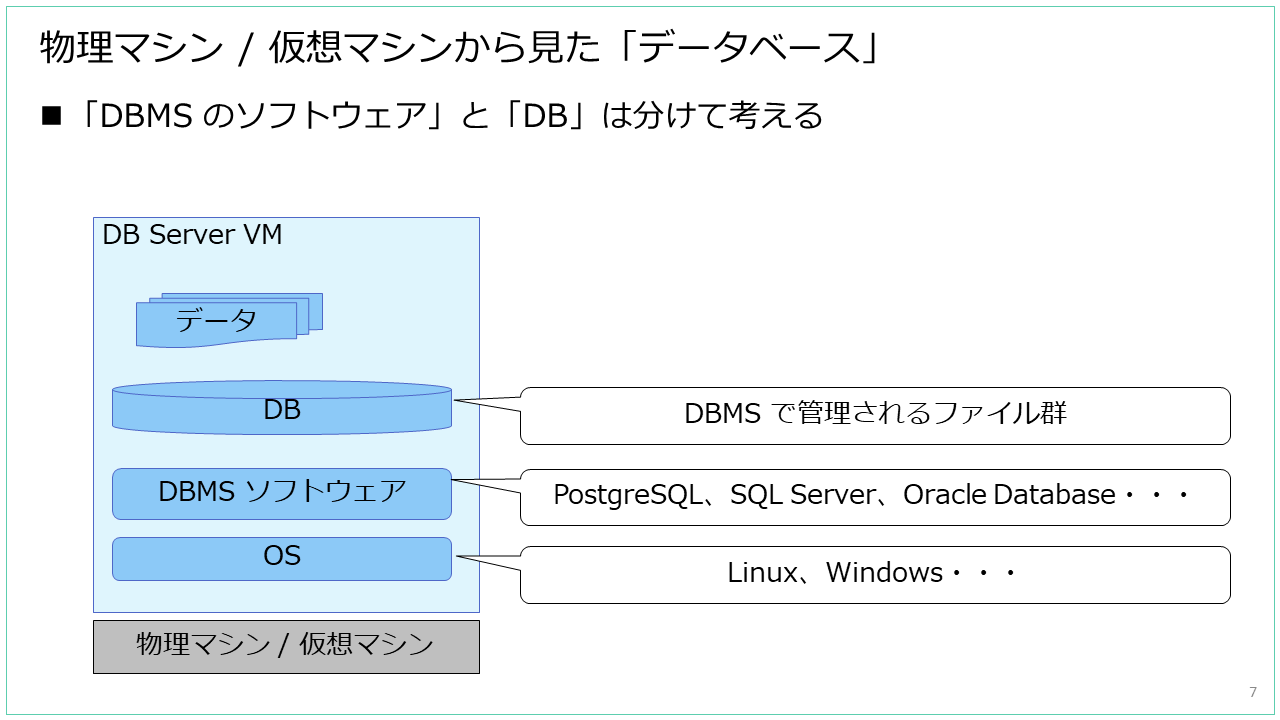 物理マシン / 仮想マシンから見た「データベース」
■ 「DBMS のソフトウェア」と「DB」は分けて考える
DB Server VM
データ
DB
DBMS で管理されるファイル群
DBMS ソフトウェア
PostgreSQL、SQL Server、Oracle Database・・・
OS
Linux、Windows・・・
物理マシン / 仮想マシン
7